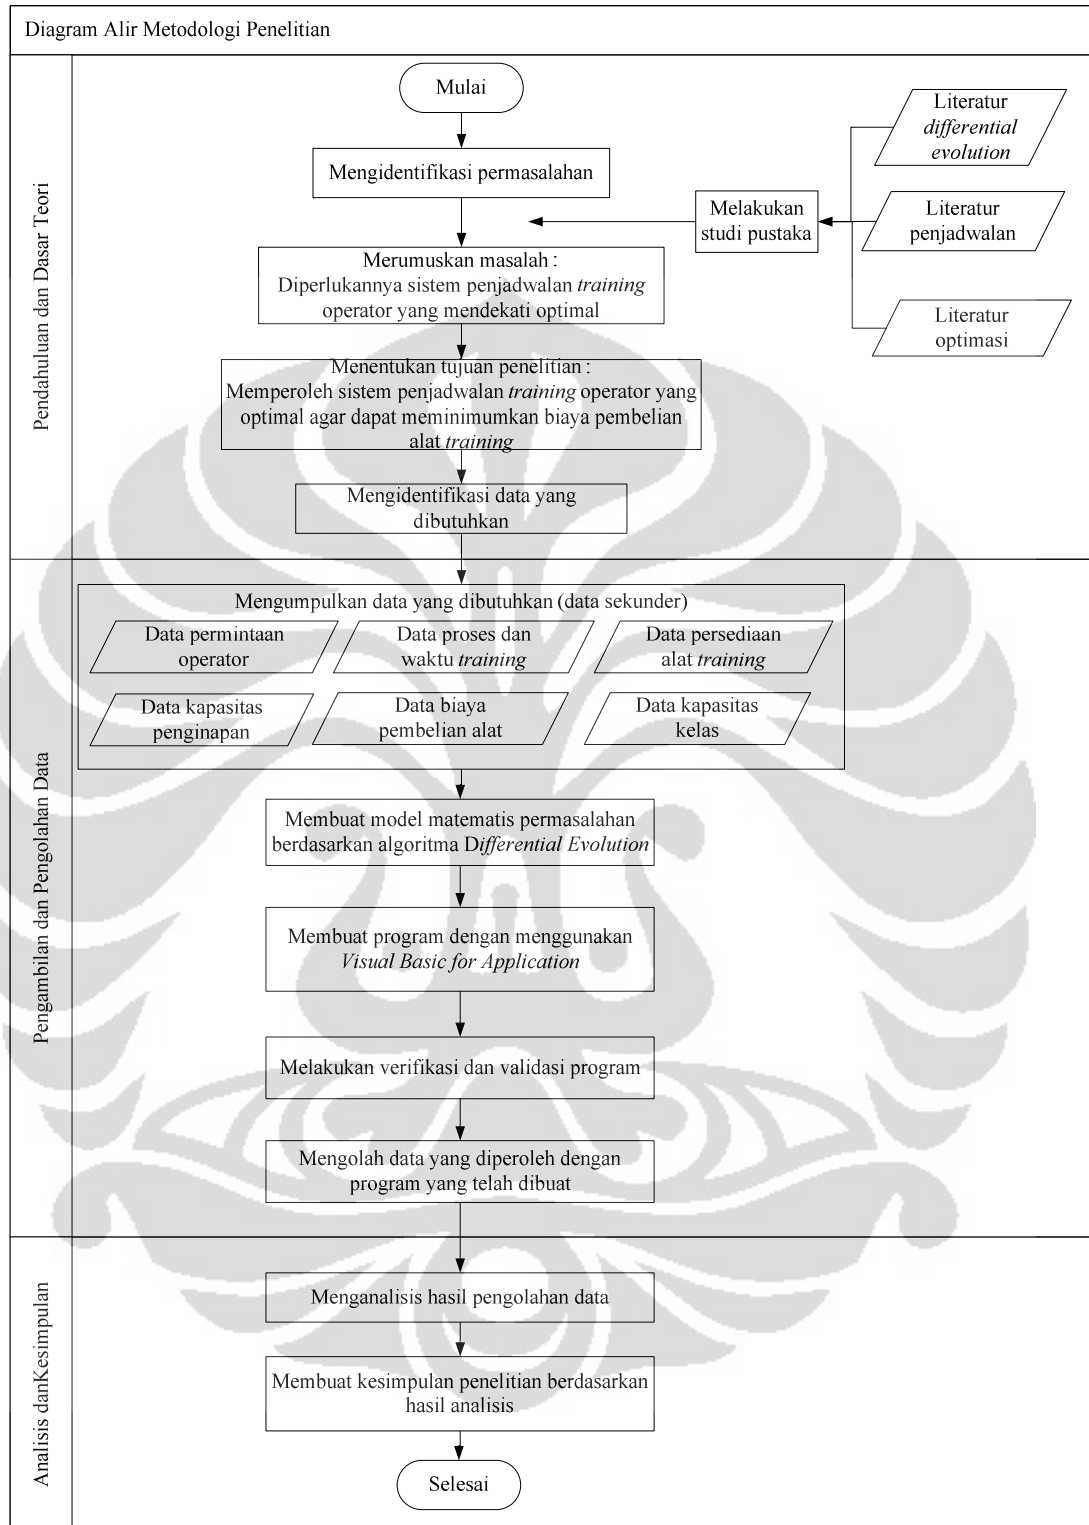 Diagram Alir Metodologi Penelitian
Pendahuluan dan Dasar Teori
Mulai
Mengidentifikasi permasalahan
Literatur
differential
evolution
Melakukan
studi pustaka
Literatur
penjadwalan
Literatur
optimasi
Merumuskan masalah :
Diperlukannya sistem penjadwalan training
operator yang mendekati optimal
Menentukan tujuan penelitian :
Memperoleh sistem penjadwalan training operator yang
optimal agar dapat meminimumkan biaya pembelian
alat training
Mengidentifikasi data yang
dibutuhkan
Pengambilan dan Pengolahan Data
Mengumpulkan data yang dibutuhkan (data sekunder)
Data permintaan
operator
Data proses dan
waktu training
Data persediaan
alat training
Data kapasitas
penginapan
Data biaya
pembelian alat
Data kapasitas
kelas
Membuat model matematis permasalahan
berdasarkan algoritma Differential Evolution
Membuat program dengan menggunakan
Visual Basic for Application
Melakukan verifikasi dan validasi program
Mengolah data yang diperoleh dengan
program yang telah dibuat
Analisis danKesimpulan
Menganalisis hasil pengolahan data
Membuat kesimpulan penelitian berdasarkan
hasil analisis
Selesai